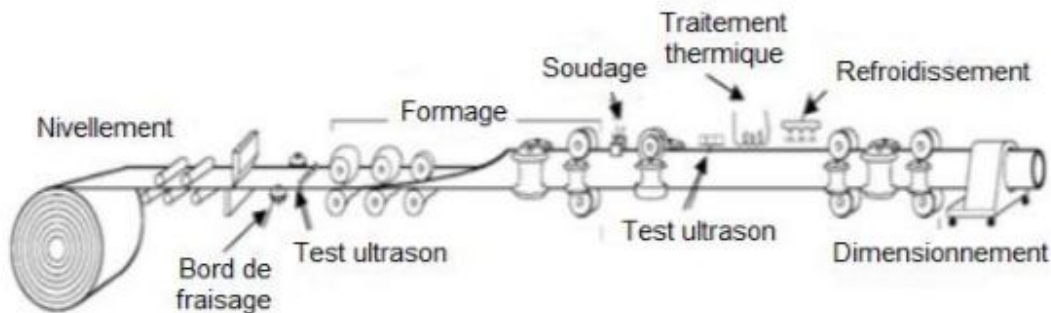 Nivellement
Bord de
fraisage
Test ultrason
Formage
Soudage
Traitement
thermique
Test ultrason
Refroidissement
Dimensionnement